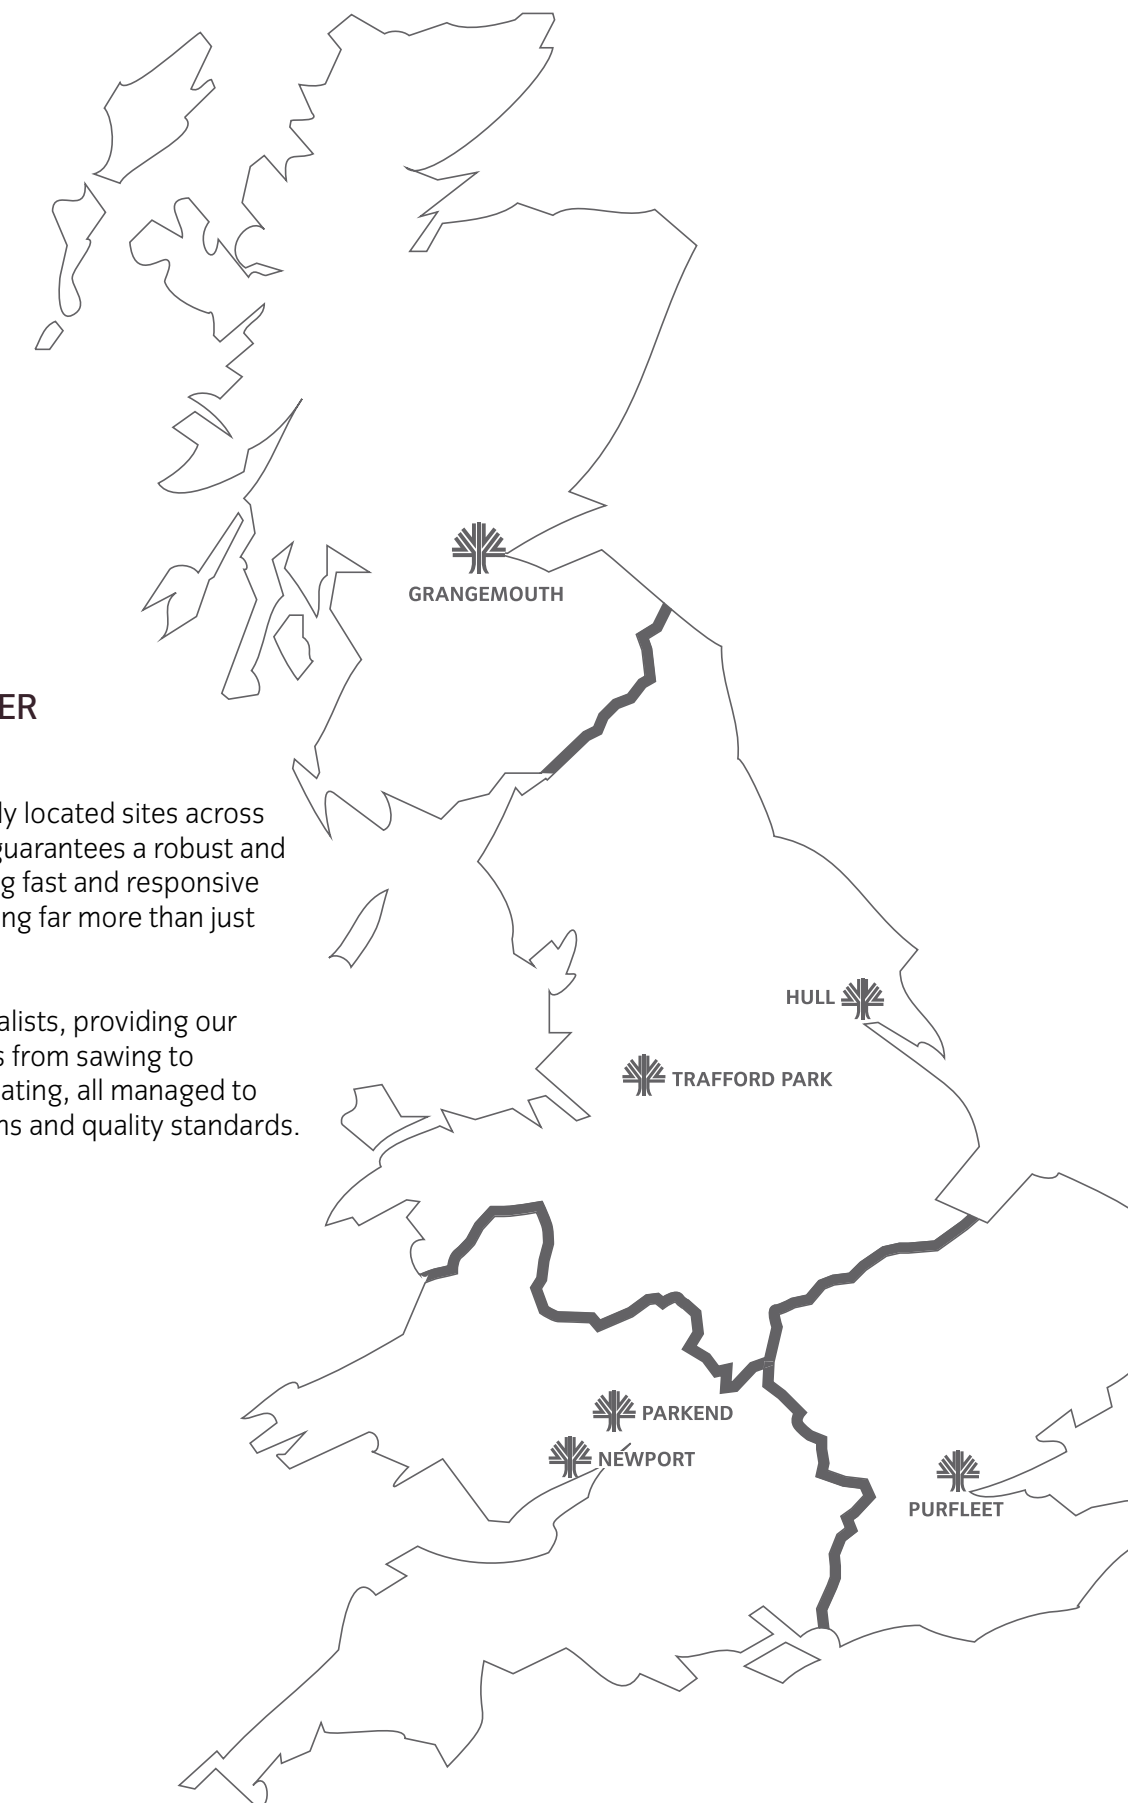 GRANGEMOUTH
ER
ly located sites across
guarantees a robust and
g fast and responsive
ng far more than just
HULL
alists, providing our
s from sawing to
TRAFFORD PARK
ating, all managed to
ns and quality standards.
PARKEND
NEWPORT
PURFLEET